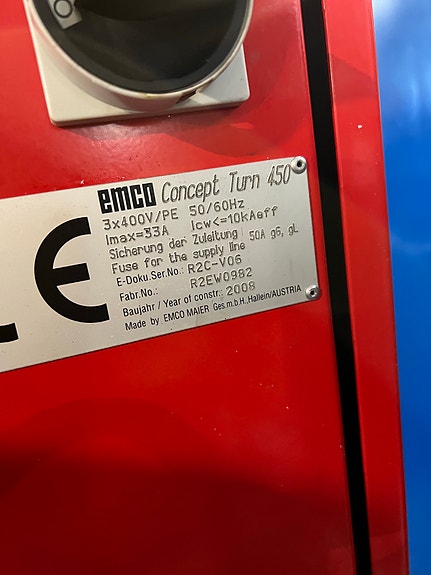 O
CE
emco Concept Turn 450
3x400V/PE 50/60Hz
Imax=33A Icw<=10kAeff
Sicherung der Zuleitung 50A gG, gL
Fuse for the supply line
E-Doku.Ser.No.: R2C-V06
Fabr.No.: R2EW0982
Baujahr / Year of constr.: 2008
Made by EMCO MAIER Ges.m.b.H.,Hallein/AUSTRIA